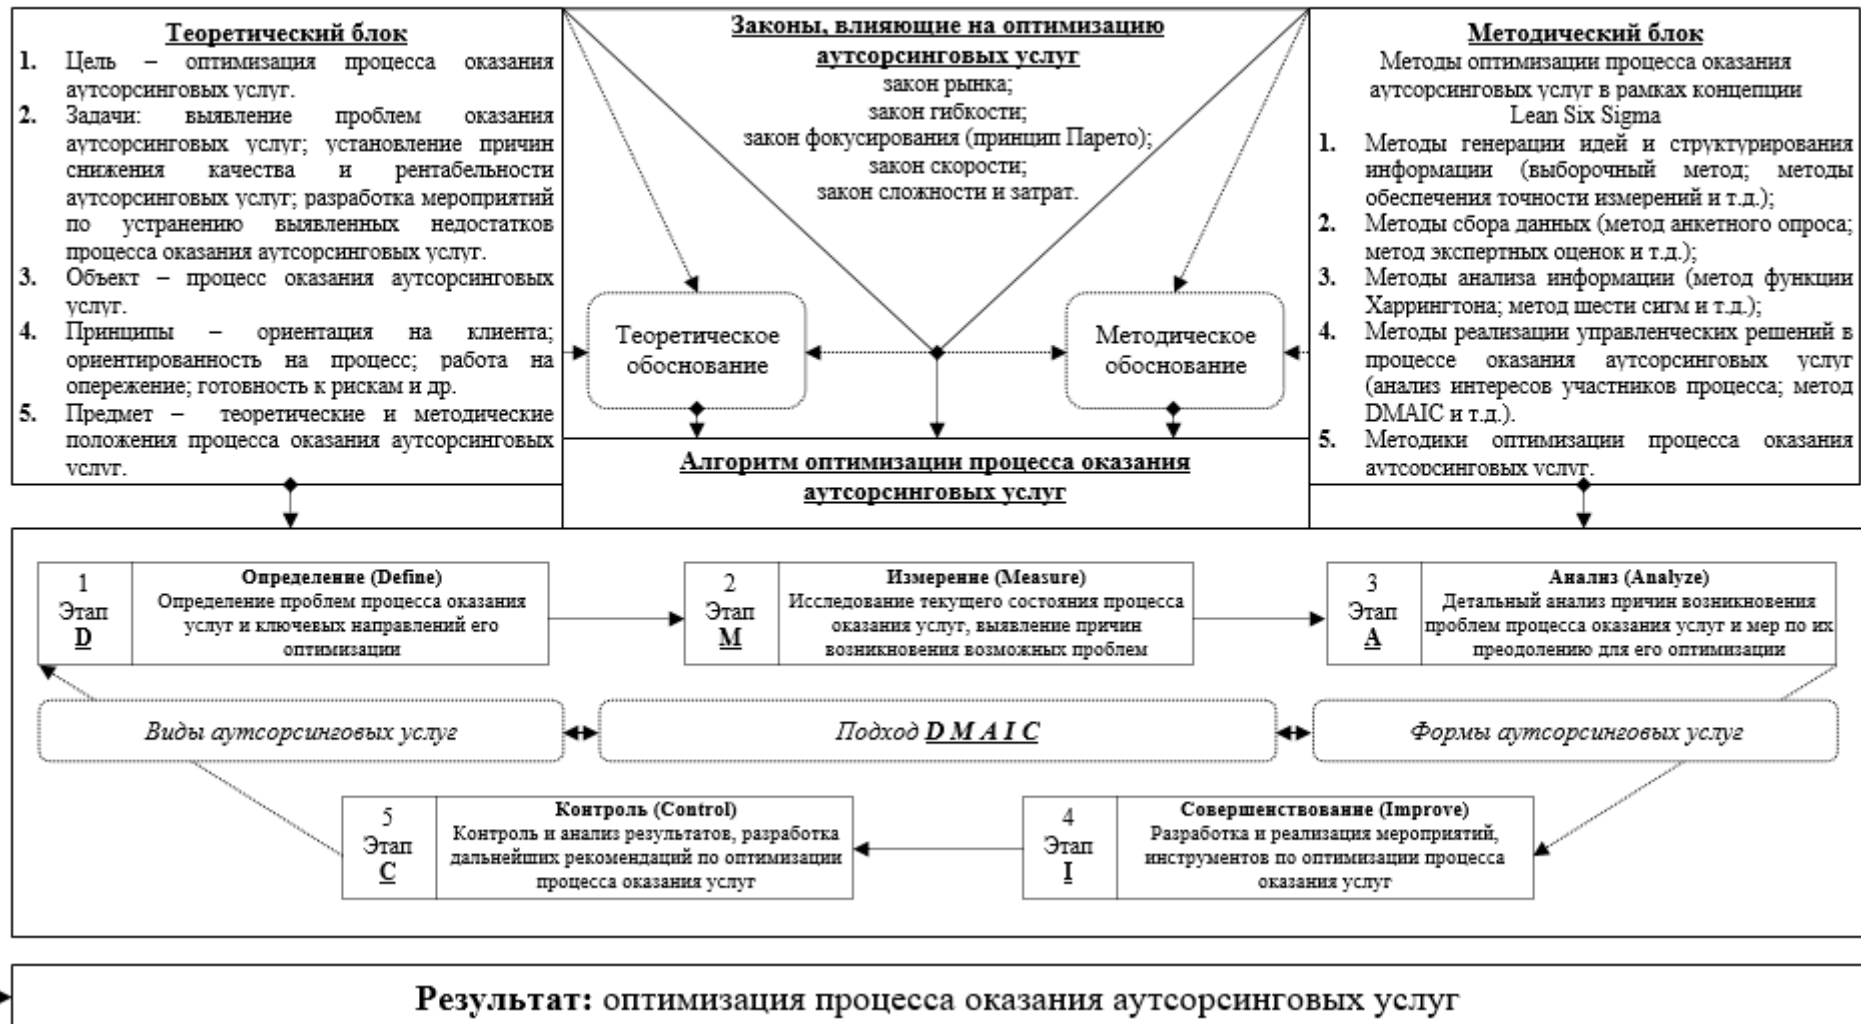 Теоретический блок
1. Цель – оптимизация процесса оказания
аутсорсинговых услуг.
2. Задачи: выявление проблем оказания
аутсорсинговых услуг; установление причин
снижения качества и рентабельности
аутсорсинговых услуг; разработка мероприятий
по устранению выявленных недостатков
процесса оказания аутсорсинговых услуг.
3. Объект – процесс оказания аутсорсинговых
услуг.
4. Принципы – ориентация на клиента;
ориентированность на процесс; работа на
опережение; готовность к рискам и др.
5. Предмет – теоретические и методические
положения процесса оказания аутсорсинговых
услуг.
Законы, влияющие на оптимизацию
аутсорсинговых услуг
закон рынка;
закон гибкости;
закон фокусирования (принцип Парето);
закон скорости;
закон сложности и затрат.
Теоретическое
обоснование
Методическое
обоснование
Алгоритм оптимизации процесса оказания
аутсорсинговых услуг
Методический блок
Методы оптимизации процесса оказания
аутсорсинговых услуг в рамках концепции
Lean Six Sigma
1. Методы генерации идей и структурирования
информации (выборочный метод; методы
обеспечения точности измерений и т.д.);
2. Методы сбора данных (метод анкетного опроса;
метод экспертных оценок и т.д.);
3. Методы анализа информации (метод функции
Харрингтона; метод шести сигм и т.д.);
4. Методы реализации управленческих решений в
процессе оказания аутсорсинговых услуг
(анализ интересов участников процесса; метод
DMAIC и т.д.).
5. Методики оптимизации процесса оказания
аутсорсинговых услуг.
1
Этап
D
Определение (Define)
Определение проблем процесса оказания
услуг и ключевых направлений его
оптимизации
2
Этап
M
Измерение (Measure)
Исследование текущего состояния процесса
оказания услуг, выявление причин
возникновения возможных проблем
3
Этап
A
Анализ (Analyze)
Детальный анализ причин возникновения
проблем процесса оказания услуг и мер по их
преодолению для его оптимизации
Виды аутсорсинговых услуг
Подход D M A I C
Формы аутсорсинговых услуг
5
Этап
C
Контроль (Control)
Контроль и анализ результатов, разработка
дальнейших рекомендаций по оптимизации
процесса оказания услуг
4
Этап
I
Совершенствование (Improve)
Разработка и реализация мероприятий,
инструментов по оптимизации процесса
оказания услуг
Результат: оптимизация процесса оказания аутсорсинговых услуг